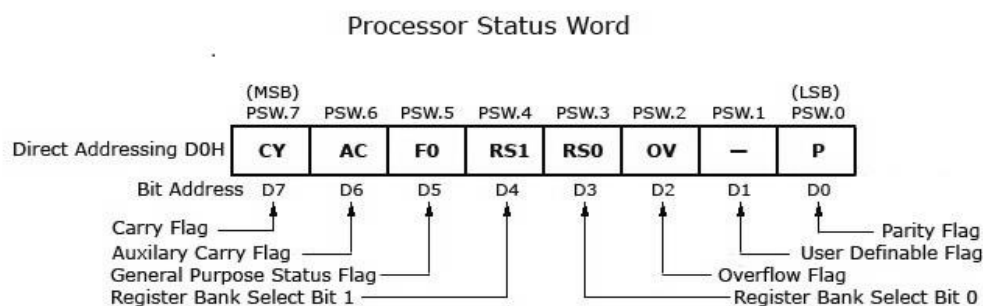 Processor Status Word
(MSB) (LSB)
PSW.7 PSW.6 PSW.5 PSW.4 PSW.3 PSW.2 PSW.1 PSW.0
Direct Addressing D0H CY AC F0 RS1 RS0 OV — P
Bit Address D7 D6 D5 D4 D3 D2 D1 D0
Carry Flag Parity Flag
Auxilary Carry Flag User Definable Flag
General Purpose Status Flag Overflow Flag
Register Bank Select Bit 1 Register Bank Select Bit 0